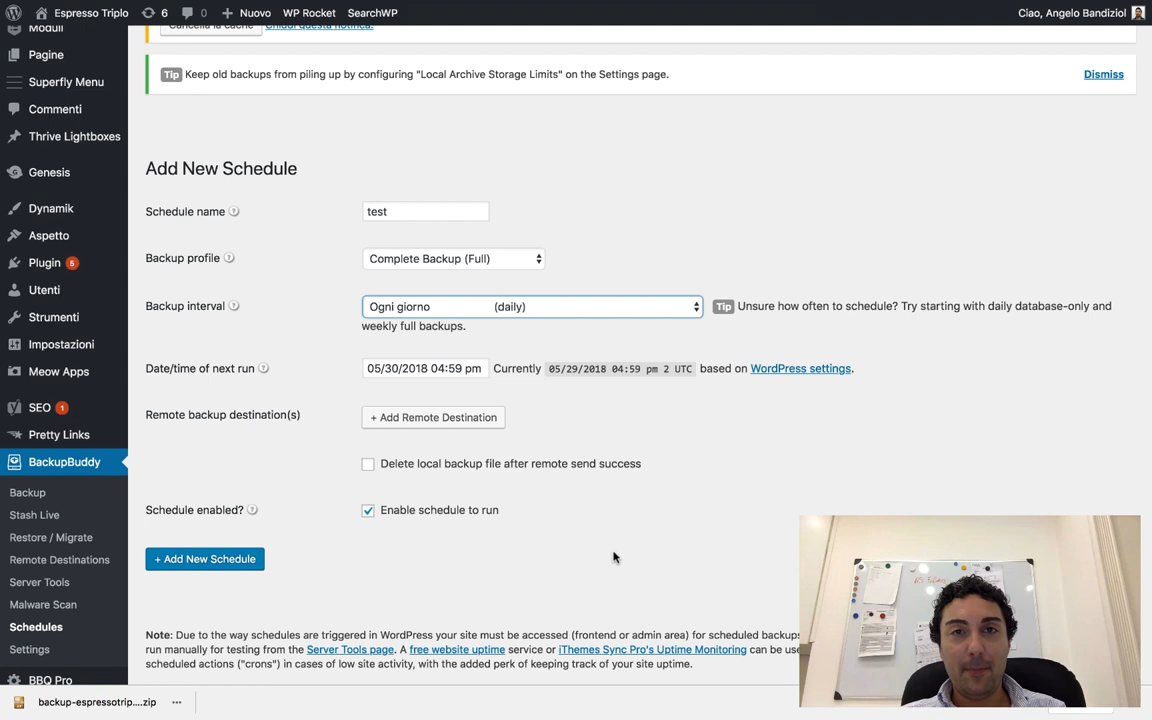 Espresso Triplo 6 0 Nuovo WP Rocket SearchWP Ciao, Angelo Bandiziol
Moduli
Pagine
Superfly Menu
Commenti
Thrive Lightboxes
Genesis
Dynamik
Aspetto
Plugin 5
Utenti
Strumenti
Impostazioni
Meow Apps
SEO 1
Pretty Links
BackupBuddy
Backup
Stash Live
Restore / Migrate
Remote Destinations
Server Tools
Malware Scan
Schedules
Settings
BBQ Pro
Cancella la cache Chiudi questa notifica.
Tip Keep old backups from piling up by configuring "Local Archive Storage Limits" on the Settings page. Dismiss
Add New Schedule
Schedule name ? test
Backup profile ? Complete Backup (Full)
Backup interval ? Ogni giorno (daily) Tip Unsure how often to schedule? Try starting with daily database-only and
weekly full backups.
Date/time of next run ? 05/30/2018 04:59 pm Currently 05/29/2018 04:59 pm 2 UTC based on WordPress settings.
Remote backup destination(s) + Add Remote Destination
Delete local backup file after remote send success
Schedule enabled? ? Enable schedule to run
+ Add New Schedule
Note: Due to the way schedules are triggered in WordPress your site must be accessed (frontend or admin area) for scheduled backups
run manually for testing from the Server Tools page. A free website uptime service or iThemes Sync Pro's Uptime Monitoring can be use
scheduled actions ("crons") in cases of low site activity, with the added perk of keeping track of your site uptime.
backup-espressotrip....zip